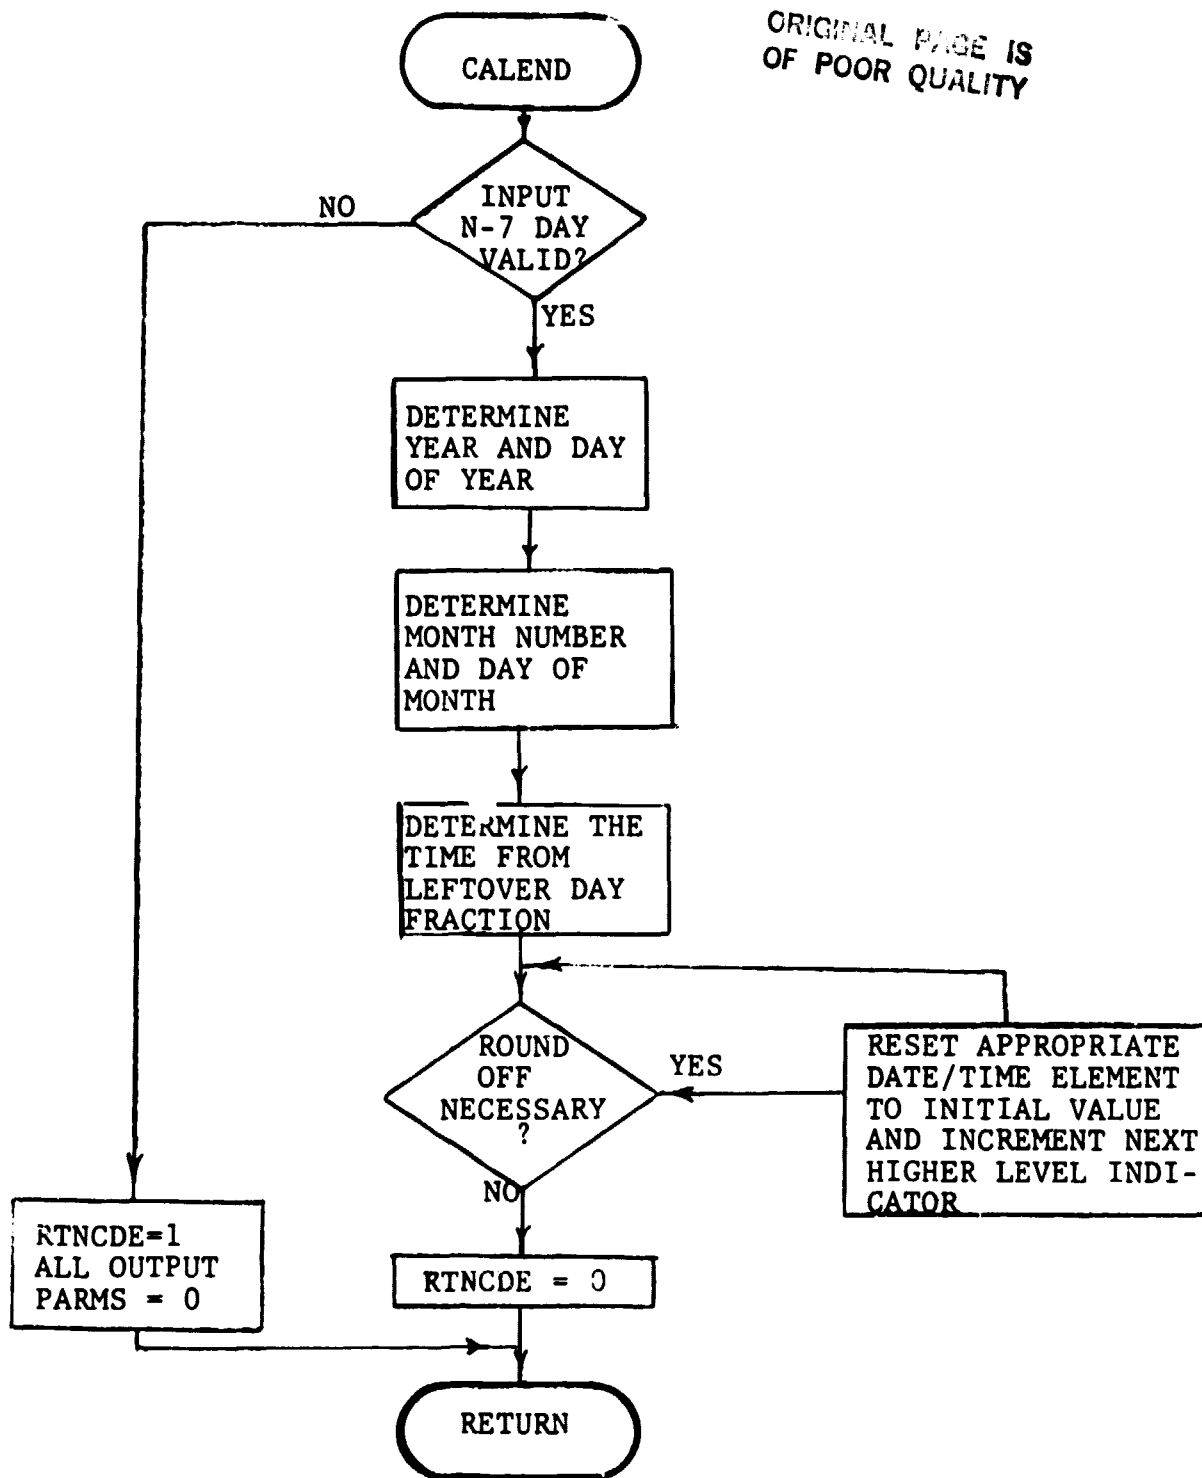 ORIGINAL PAGE IS
OF POOR QUALITY
CALEND
INPUT
N-7 DAY
VALID?
NO
YES
DETERMINE
YEAR AND DAY
OF YEAR
DETERMINE
MONTH NUMBER
AND DAY OF
MONTH
DETERMINE THE
TIME FROM
LEFTOVER DAY
FRACTION
ROUND
OFF
NECESSARY
?
YES
RESET APPROPRIATE
DATE/TIME ELEMENT
TO INITIAL VALUE
AND INCREMENT NEXT
HIGHER LEVEL INDI-
CATOR
NO
RTNCDE=1
ALL OUTPUT
PARMS = 0
RTNCDE = 0
RETURN